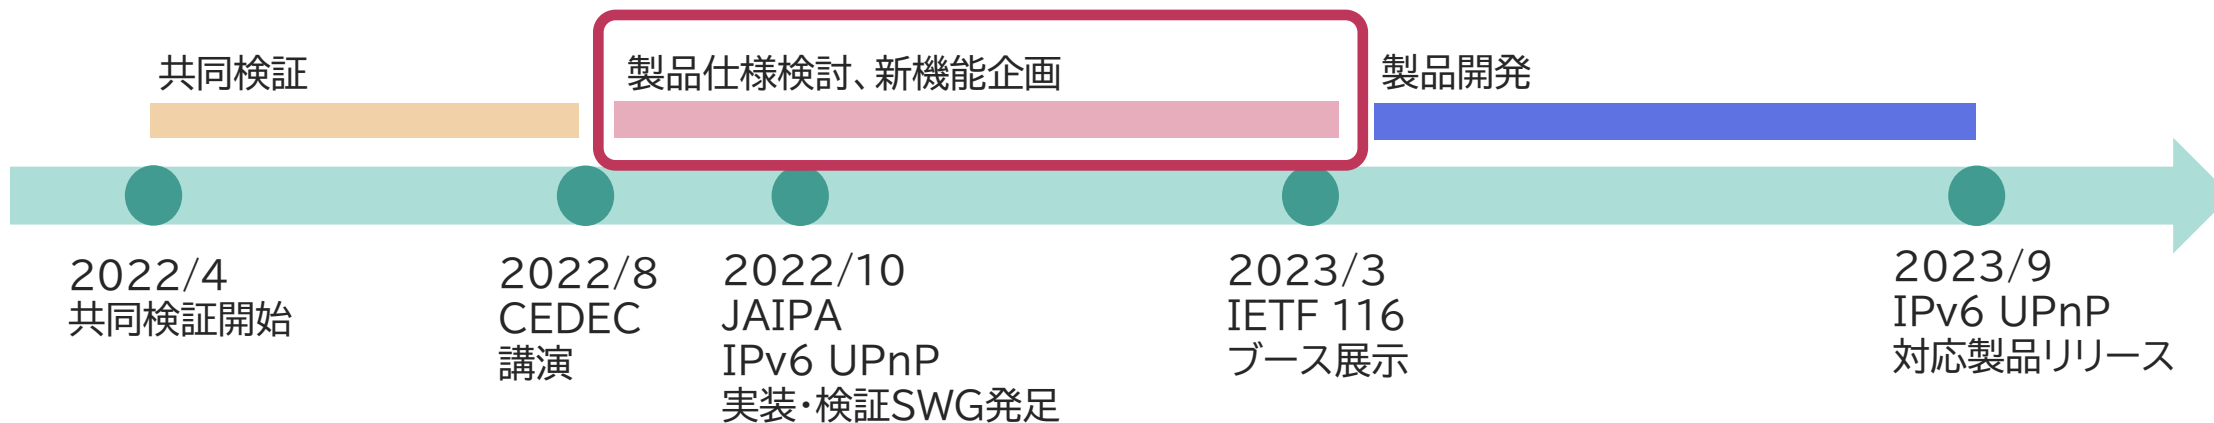 共同検証
製品仕様検討、新機能企画
製品開発
2022/4
共同検証開始
2022/8
CEDEC
講演
2022/10
JAIPA
IPv6 UPnP
実装・検証SWG発足
2023/3
IETF 116
ブース展示
2023/9
IPv6 UPnP
対応製品リリース